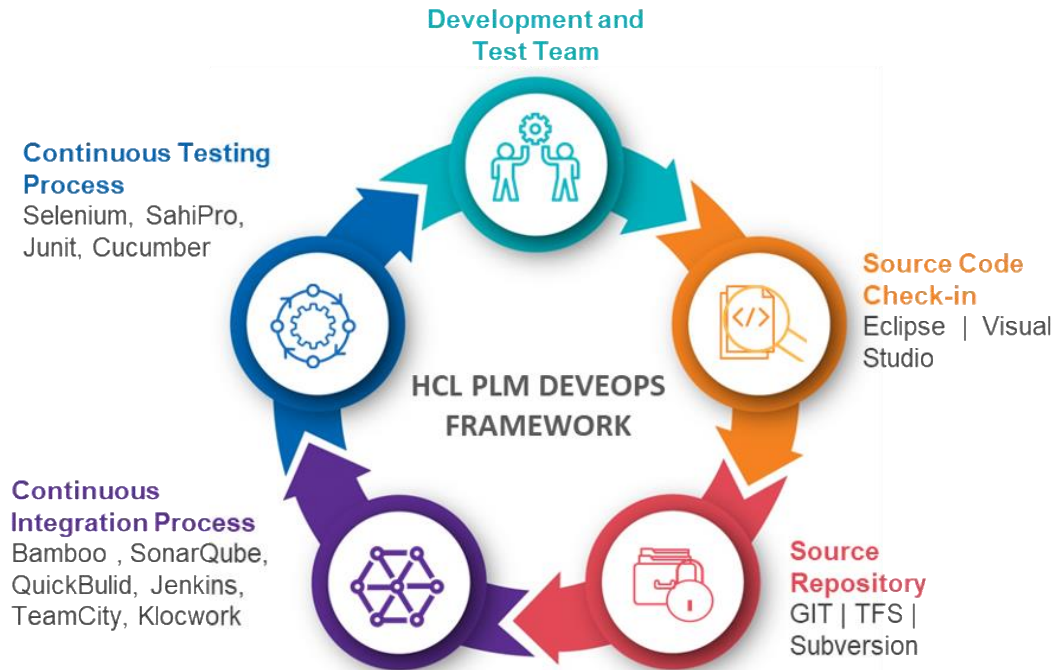 Development and
Test Team
Continuous Testing
Process
Selenium, SahiPro,
Junit, Cucumber
Source Code
Check-in
Eclipse | Visual
Studio
</>
HCL PLM DEVEOPS
FRAMEWORK
Continuous
Integration Process
Bamboo , SonarQube,
QuickBulid, Jenkins,
TeamCity, Klocwork
Source
Repository
GIT | TFS |
Subversion